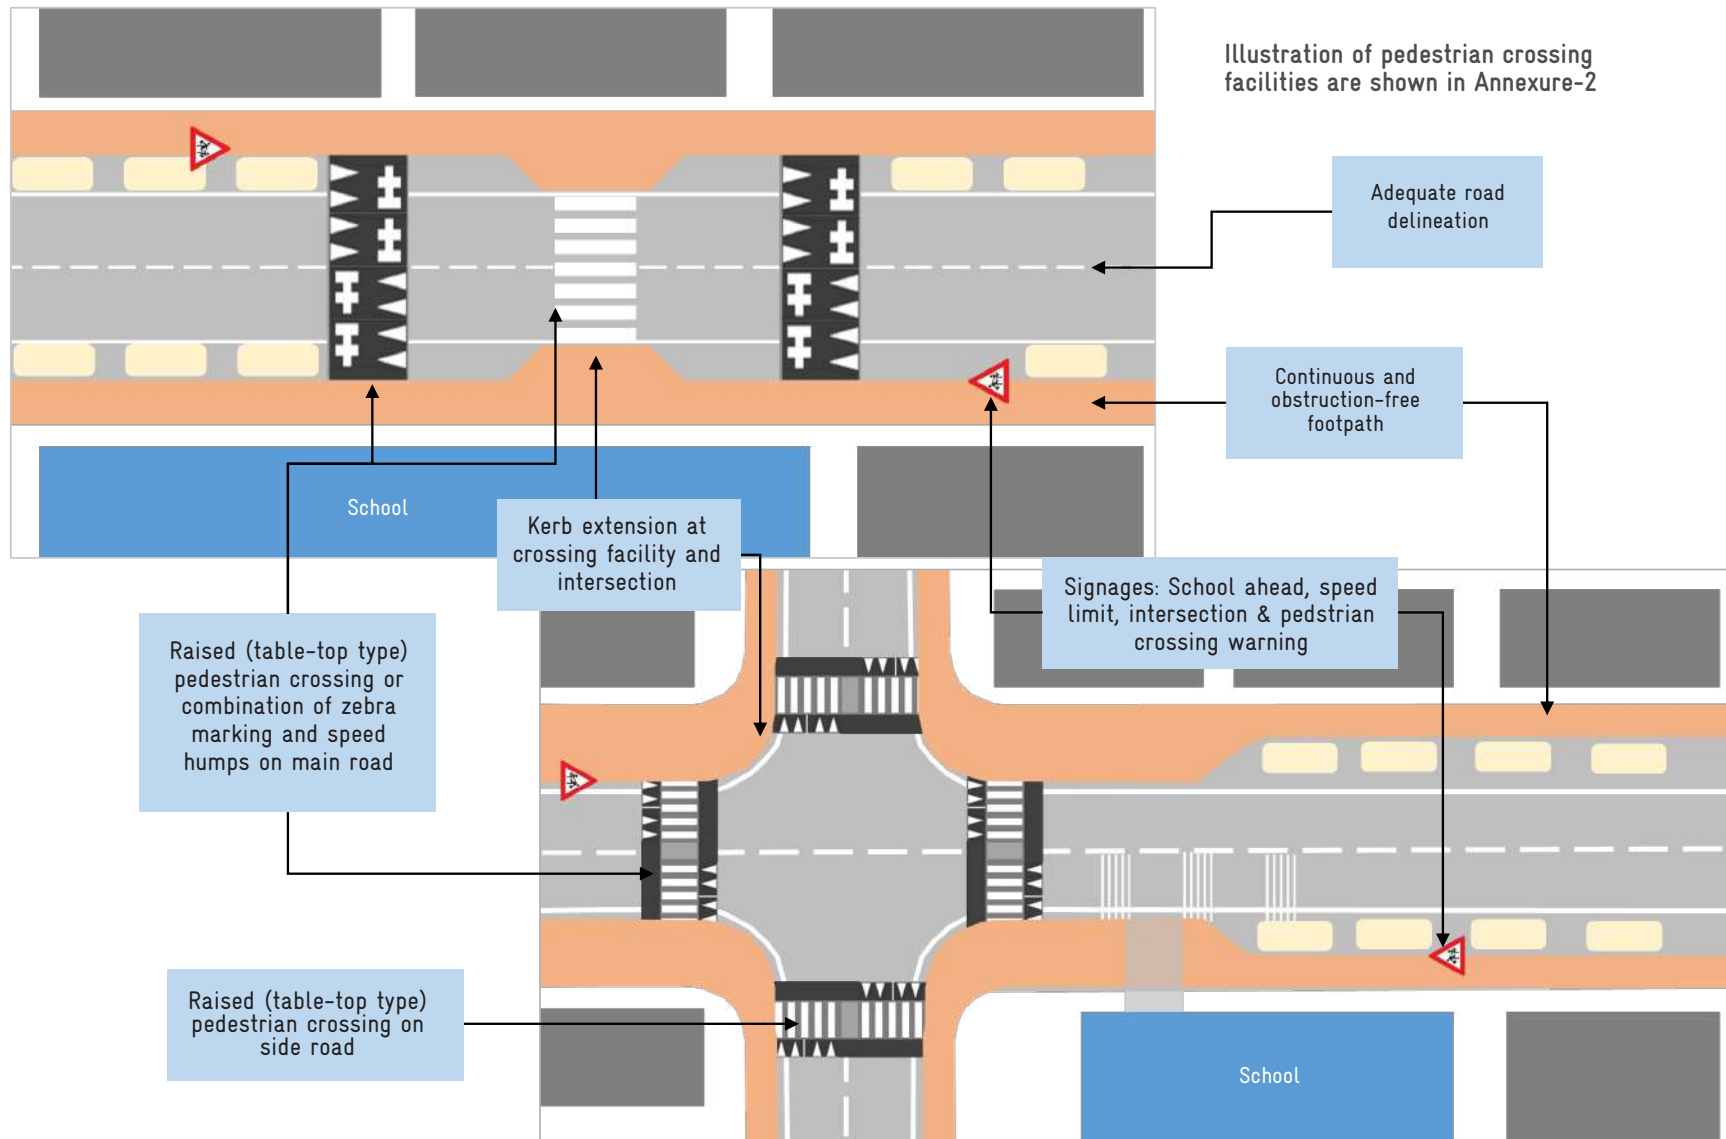 Illustration of pedestrian crossing
facilities are shown in Annexure-2
Adequate road
delineation
Continuous and
obstruction-free
footpath
School
Kerb extension at
crossing facility and
intersection
Signages: School ahead, speed
limit, intersection & pedstrian
crossing warning
Raised (table-top type)
pedestrian crossing or
combination of zebra
marking and speed
humps on main road
Raised (table-top type)
pedestrian crossing on
side road
School